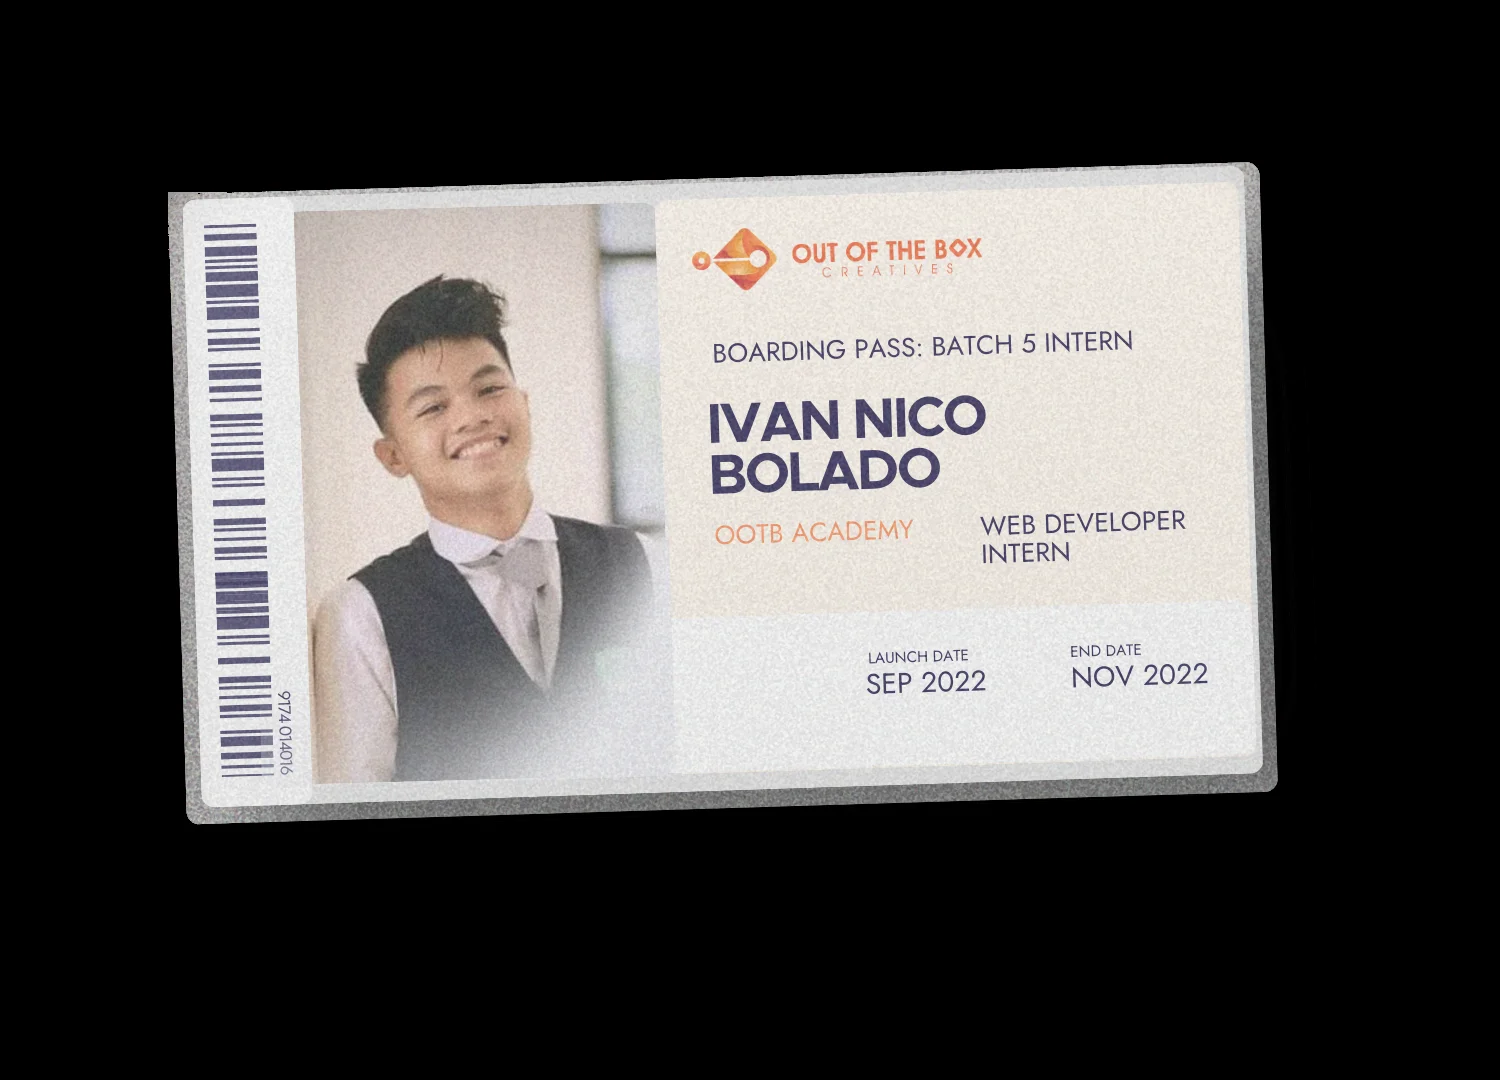 OUT OF THE BOX
CREATIVES
BOARDING PASS: BATCH 5 INTERN
IVAN NICO
BOLADO
OOTB ACADEMY
WEB DEVELOPER
INTERN
LAUNCH DATE
SEP 2022
END DATE
NOV 2022
9174 014016